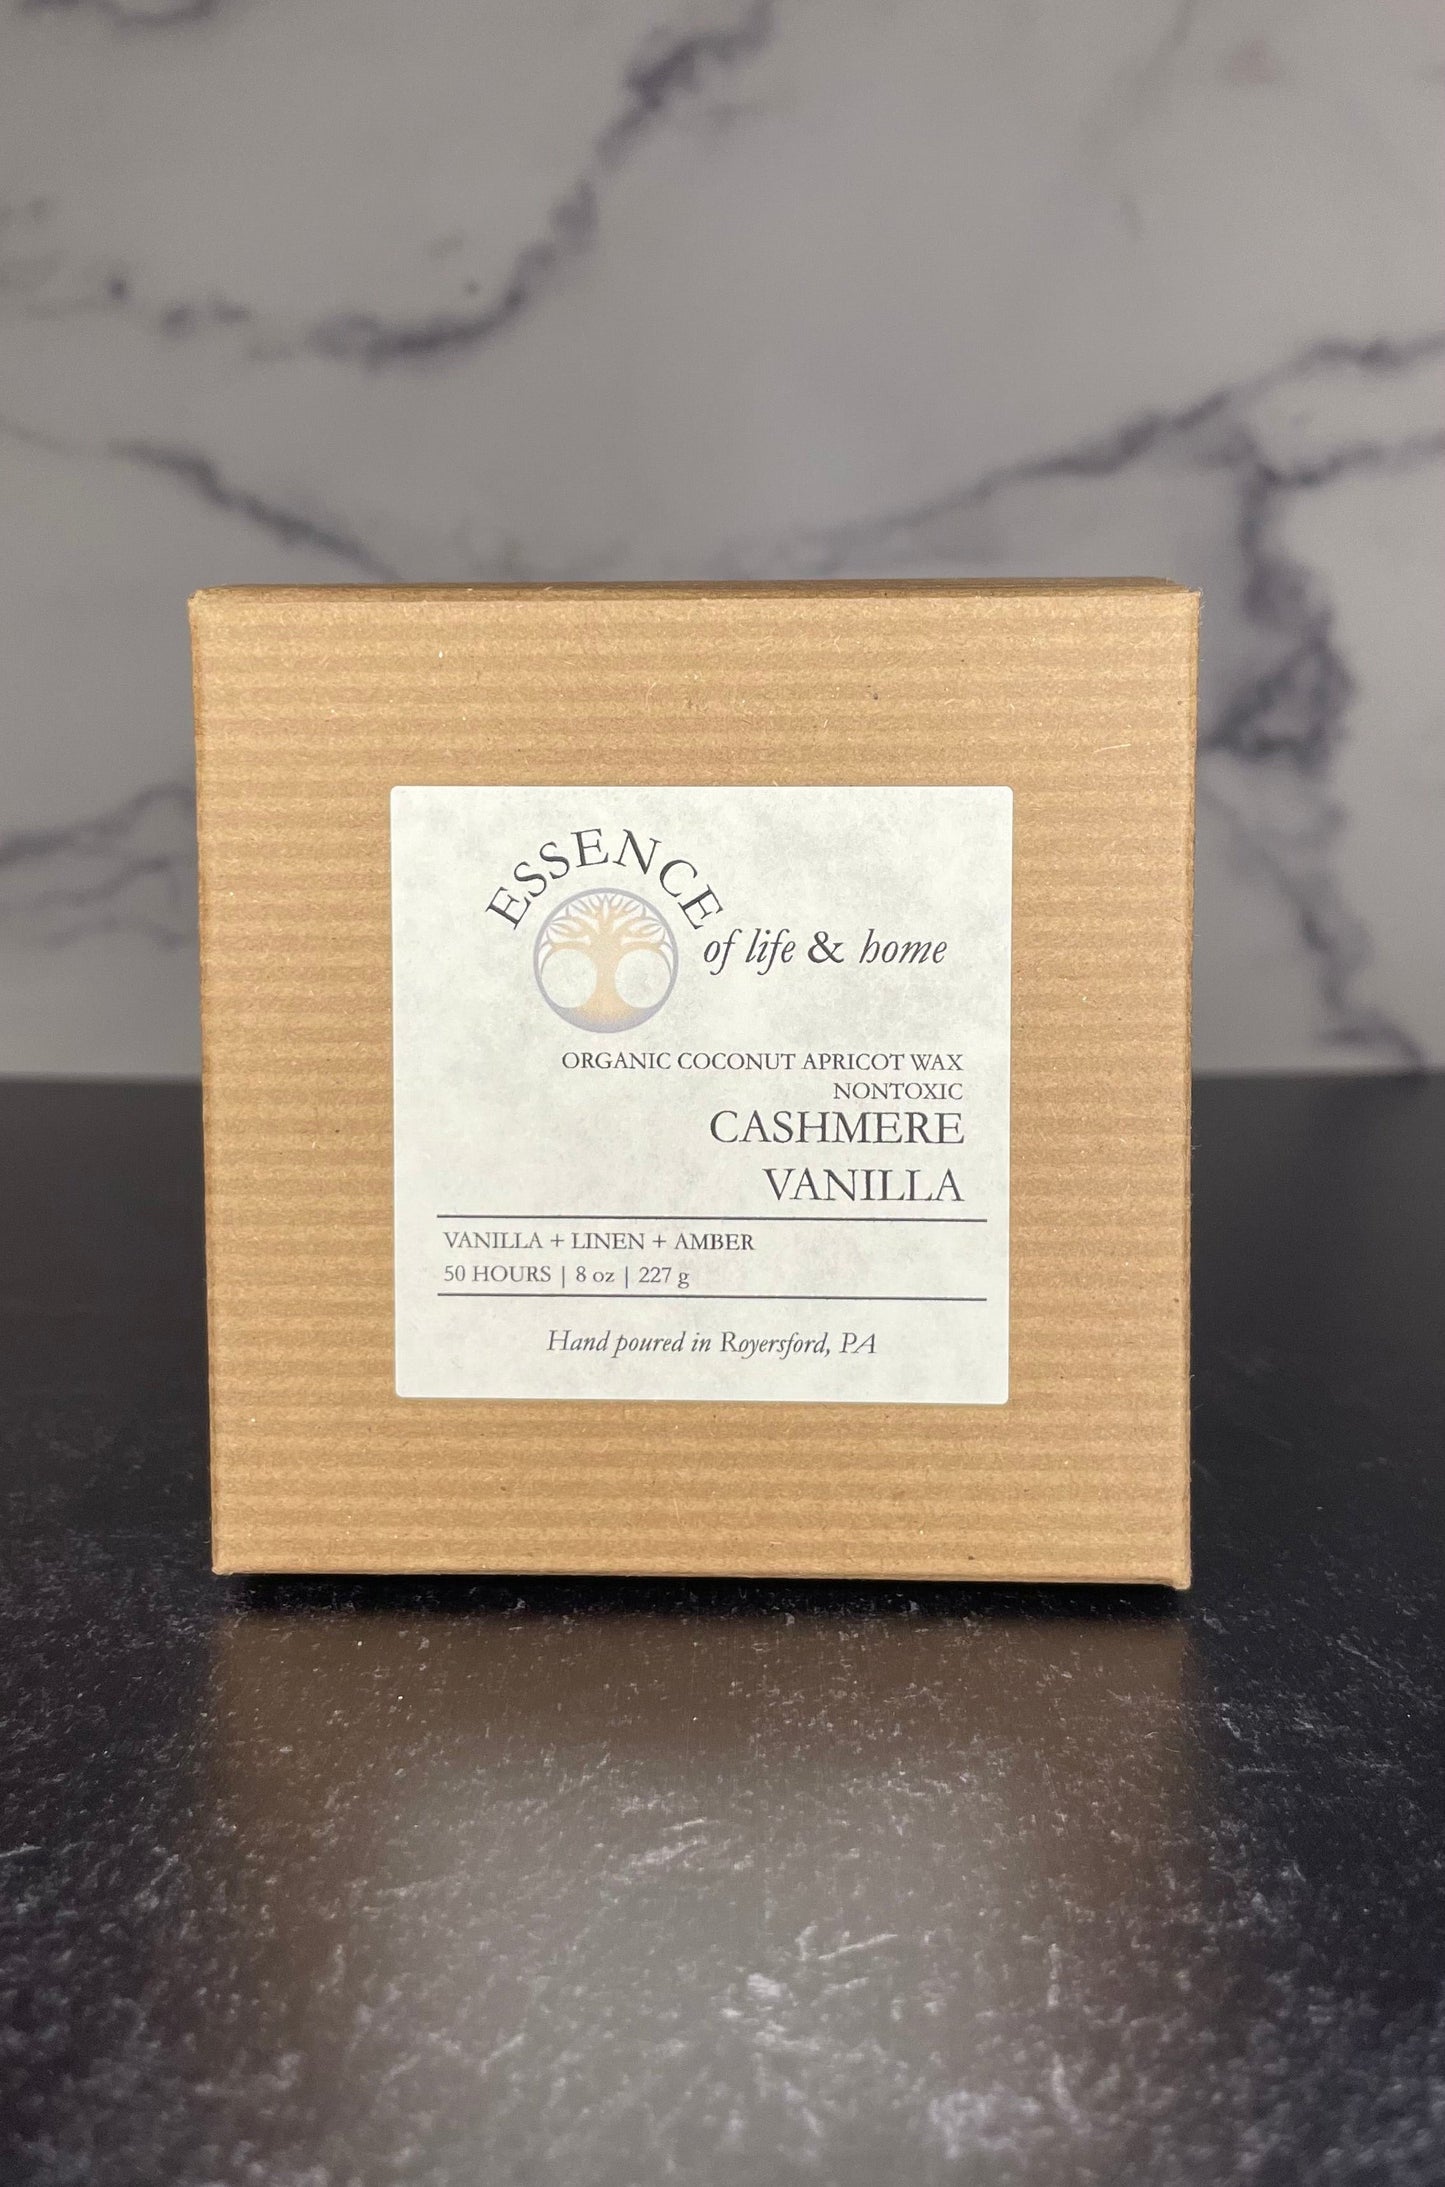 ESSENCE
of life & home
ORGANIC COCONUT APRICOT WAX
NONTOXIC
CASHMERE
VANILLA
VANILLA + LINEN + AMBER
50 HOURS | 8 oz | 227 g
Hand poured in Royersford, PA